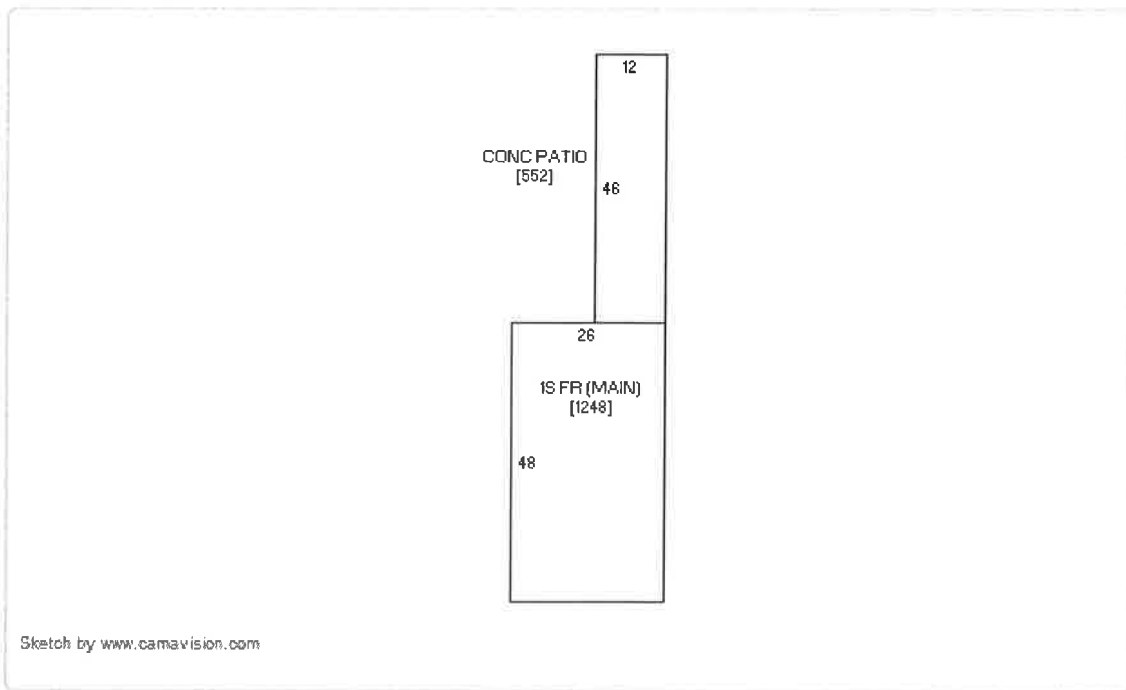 12
CONC PATIO
[552]
46
26
1S FR (MAIN)
[1248]
48
Sketch by www.camavision.com